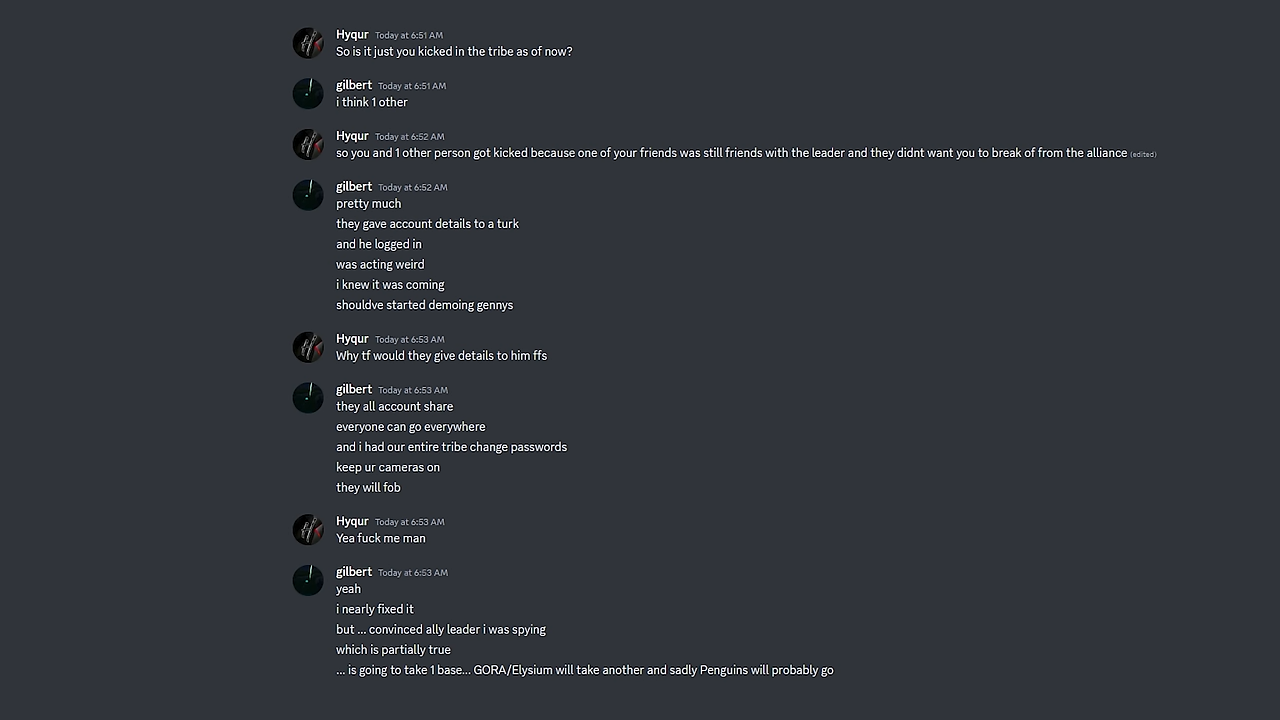 Hyqur Today at 6:51 AM
So is it just you kicked in the tribe as of now?
gilbert Today at 6:51 AM
i think 1 other
Hyqur Today at 6:52 AM
so you and 1 other person got kicked because one of your friends was still friends with the leader and they didnt want you to break of from the alliance (edited)
gilbert Today at 6:52 AM
pretty much
they gave account details to a turk
and he logged in
was acting weird
i knew it was coming
shouldve started demoing gennys
Hyqur Today at 6:53 AM
Why tf would they give details to him ffs
gilbert Today at 6:53 AM
they all account share
everyone can go everywhere
and i had our entire tribe change passwords
keep ur cameras on
they will fob
Hyqur Today at 6:53 AM
Yea fuck me man
gilbert Today at 6:53 AM
yeah
i nearly fixed it
but ... convinced ally leader i was spying
which is partially true
... is going to take 1 base... GORA/Elysium will take another and sadly Penguins will probably go